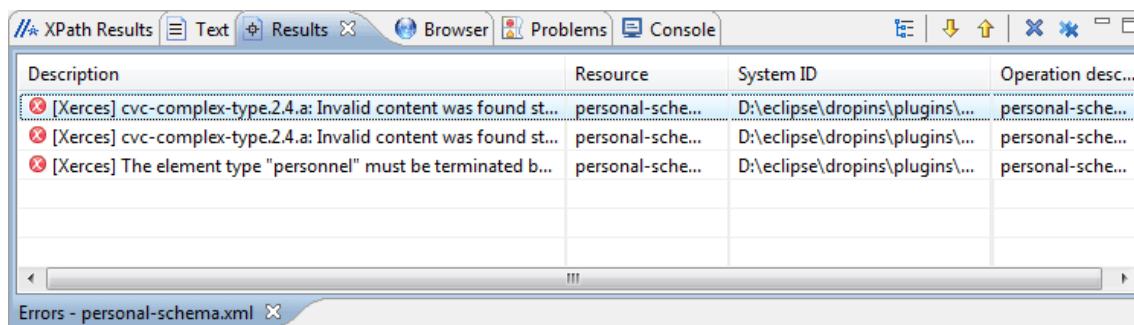 XPath Results Text Results Browser Problems Console
Description Resource System ID Operation desc...
[Xerces] cvc-complex-type.2.4.a: Invalid content was found st... personal-sche... D:\eclipse\dropins\plugins\... personal-sche...
[Xerces] cvc-complex-type.2.4.a: Invalid content was found st... personal-sche... D:\eclipse\dropins\plugins\... personal-sche...
[Xerces] The element type "personnel" must be terminated b... personal-sche... D:\eclipse\dropins\plugins\... personal-sche...
Errors - personal-schema.xml